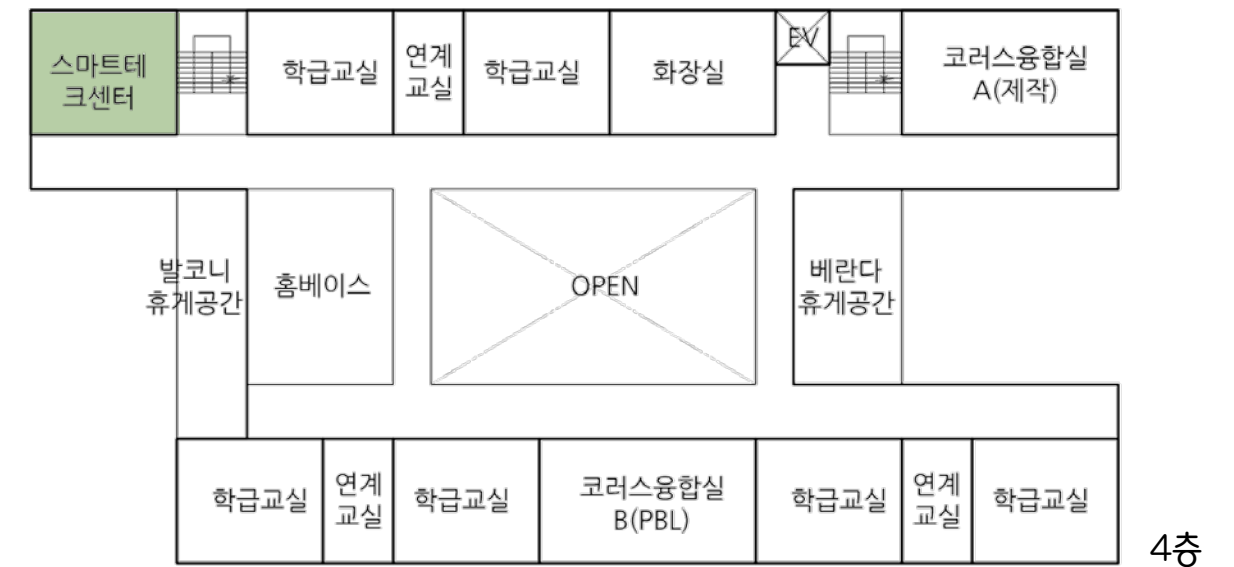 스마트테
크센터
학급교실
연계
교실
학급교실
화장실
EV
코러스융합실
A(제작)
발코니
휴게공간
홈베이스
OPEN
베란다
휴게공간
학급교실
연계
교실
학급교실
코러스융합실
B(PBL)
학급교실
연계
교실
학급교실
4층